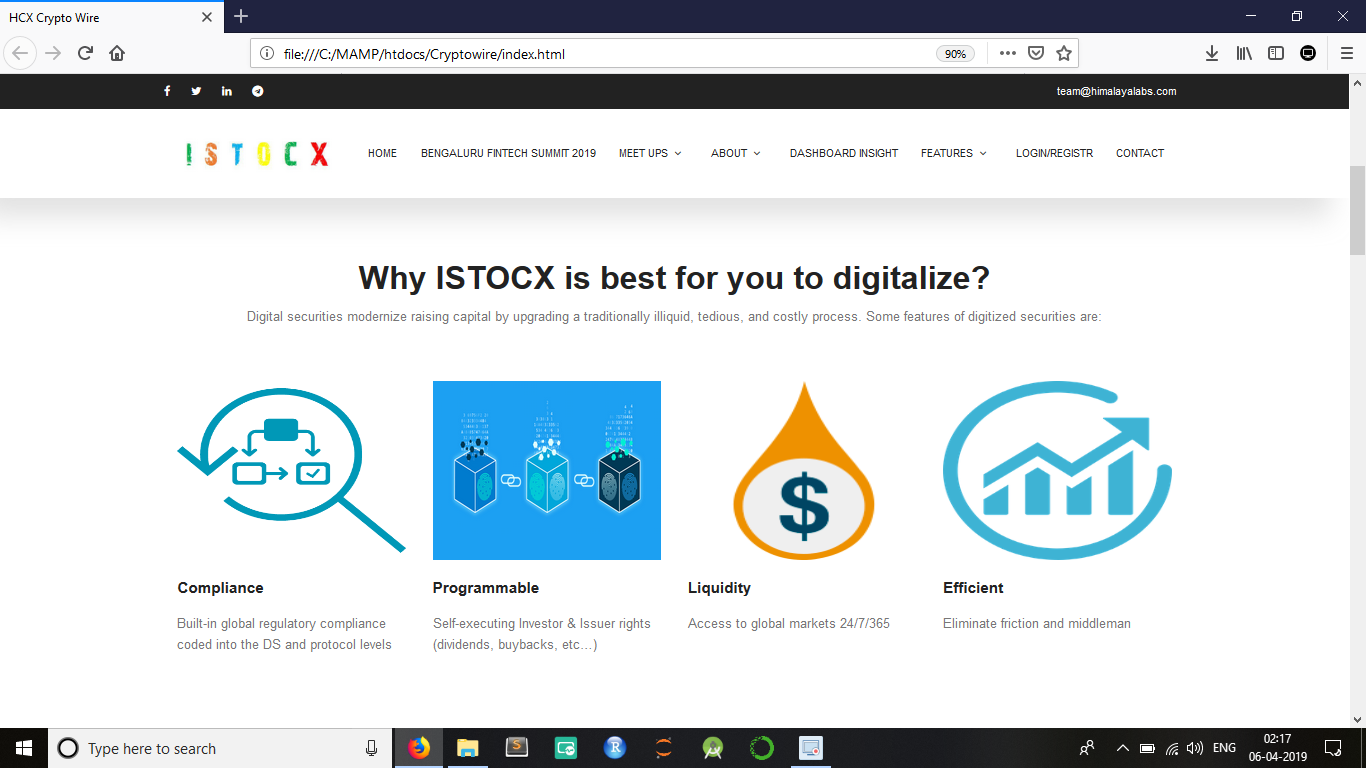 HCX Crypto Wire
file:///C:/MAMP/htdocs/Cryptowire/index.html
90%
team@himalayalabs.com
ISTOCX
HOME
BENGALURU FINTECH SUMMIT 2019
MEET UPS
ABOUT
DASHBOARD INSIGHT
FEATURES
LOGIN/REGISTR
CONTACT
Why ISTOCX is best for you to digitalize?
Digital securities modernize raising capital by upgrading a traditionally illiquid, tedious, and costly process. Some features of digitized securities are:
$
Compliance
Built-in global regulatory compliance
coded into the DS and protocol levels
Programmable
Self-executing Investor & Issuer rights
(dividends, buybacks, etc...)
Liquidity
Access to global markets 24/7/365
Efficient
Eliminate friction and middleman
Type here to search
ENG
02:17
06-04-2019